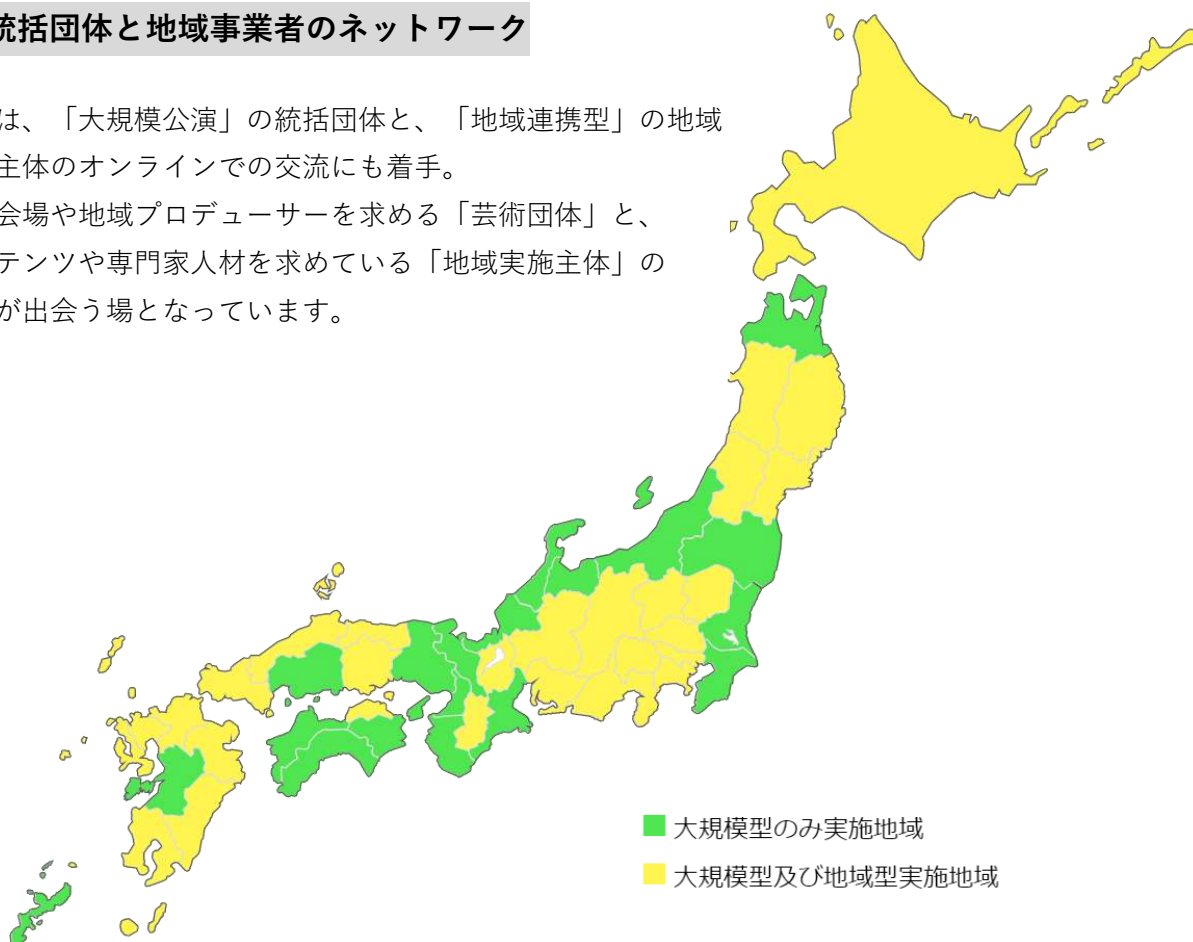 統括団体と地域事業者のネットワーク
は、「大規模公演」の統括団体と、「地域連携型」の地域
主体のオンラインでの交流にも着手。
会場や地域プロデューサーを求める「芸術団体」と、
テンツや専門家人材を求めている「地域実施主体」の
が出会う場となっています。
大規模型のみ実施地域
大規模型及び地域型実施地域